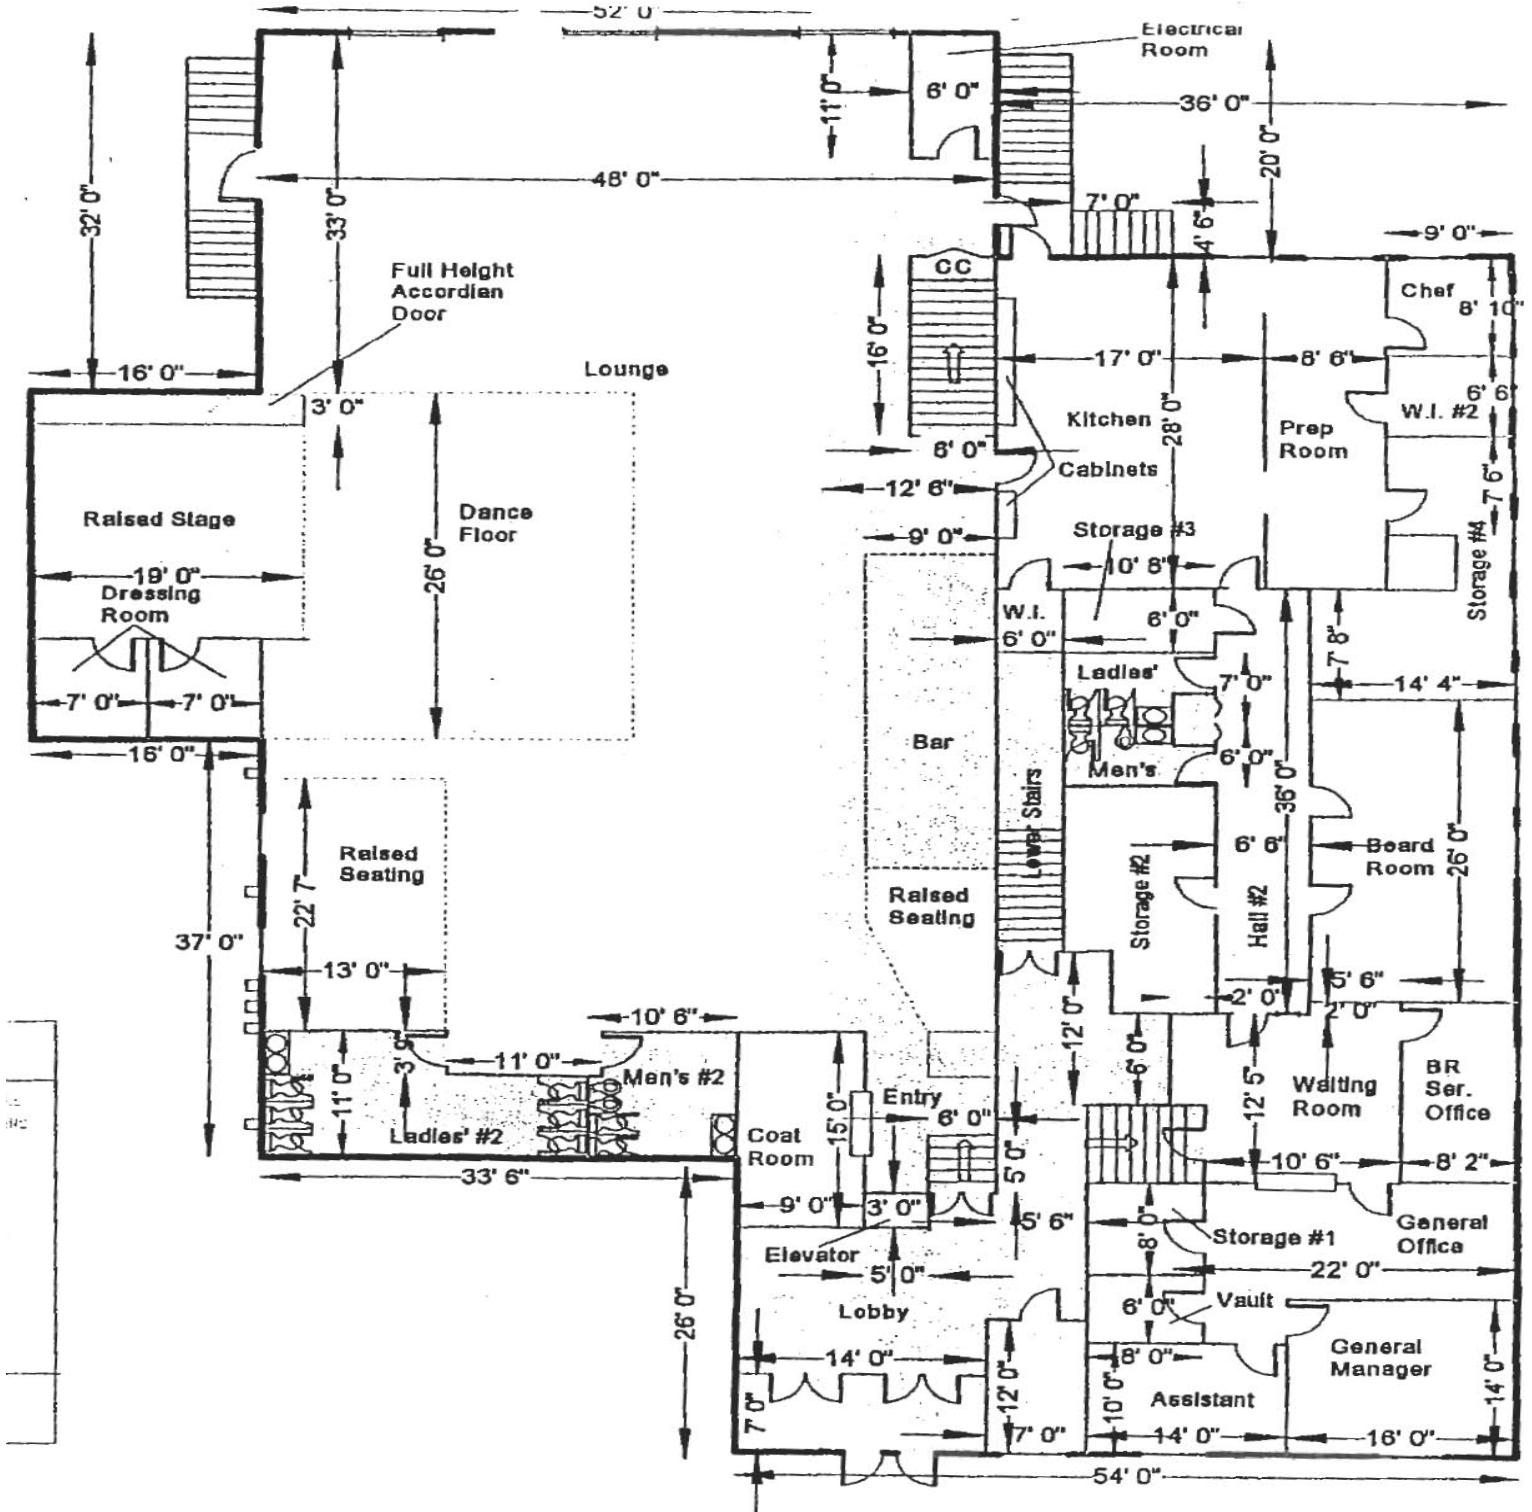 52' 0"
Electrical
Room
11' 0"
6' 0"
36' 0"
20' 0"
32' 0"
33' 0"
48' 0"
7' 0"
4' 6"
9' 0"
Full Height
Accordian
Door
CC
Chef
8' 10"
16' 0"
Lounge
16' 0"
17' 0"
8' 6"
3' 0"
6' 6"
W.I. #2
Kitchen
28' 0"
Prep
Room
6' 0"
Cabinets
12' 6"
7' 6"
Raised Stage
Dance
Floor
26' 0"
9' 0"
Storage #3
Storage #4
19' 0"
10' 8"
Dressing
Room
W.I.
6' 0"
6' 0"
7' 8"
Ladies'
7' 0"
14' 4"
7' 0"
7' 0"
16' 0"
Bar
Men's
6' 0"
36' 0"
Lower Stairs
Raised
Seating
22' 7"
6' 6"
Board
Room
26' 0"
Raised
Seating
Storage #2
Hall #2
37' 0"
13' 0"
5' 6"
2' 0"
2' 0"
10' 6"
12' 0"
6' 0"
11' 0"
3' 9"
11' 0"
Men's #2
15' 0"
Entry
6' 0"
12' 5"
Waiting
Room
BR
Ser.
Office
Ladies' #2
Coat
Room
5' 0"
10' 6"
8' 2"
33' 6"
9' 0"
3' 0"
5' 6"
8' 0"
Storage #1
General
Office
Elevator
5' 0"
22' 0"
26' 0"
Lobby
6' 0"
Vault
14' 0"
8' 0"
General
Manager
7' 0"
12' 0"
10' 0"
Assistant
14' 0"
7' 0"
14' 0"
16' 0"
54' 0"